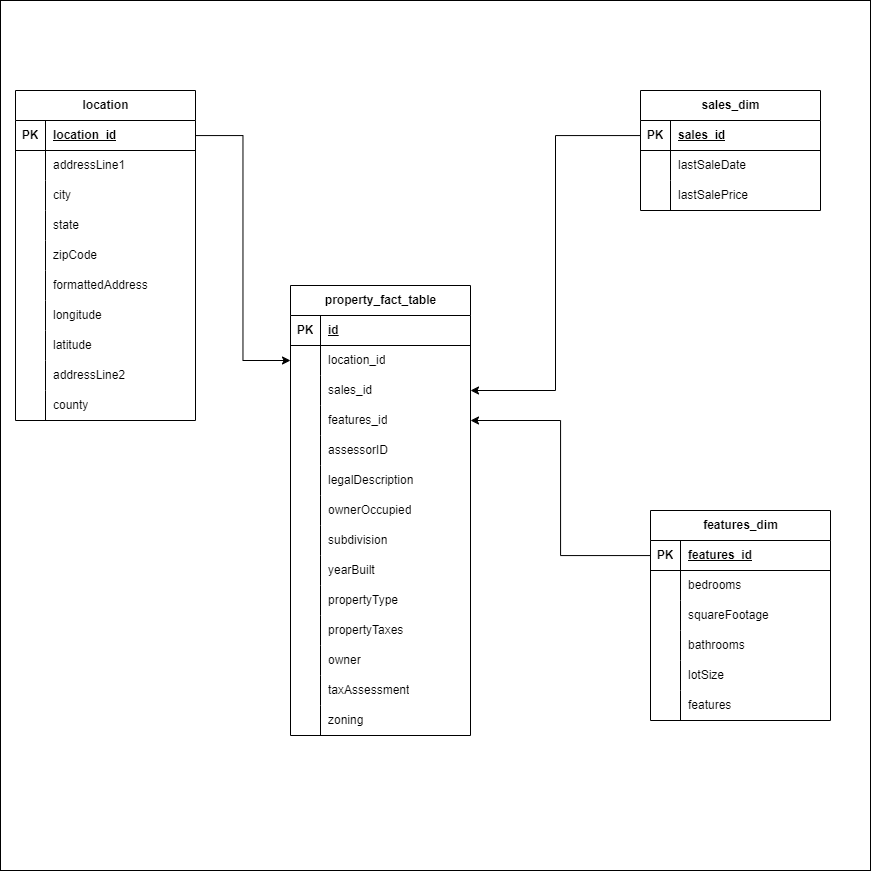 location
PK location_id
addressLine1
city
state
zipCode
formattedAddress
longitude
latitude
addressLine2
county
property_fact_table
PK id
location_id
sales_id
features_id
assessorID
legalDescription
ownerOccupied
subdivision
yearBuilt
propertyType
propertyTaxes
owner
taxAssessment
zoning
sales_dim
PK sales_id
lastSaleDate
lastSalePrice
features_dim
PK features_id
bedrooms
squareFootage
bathrooms
lotSize
features